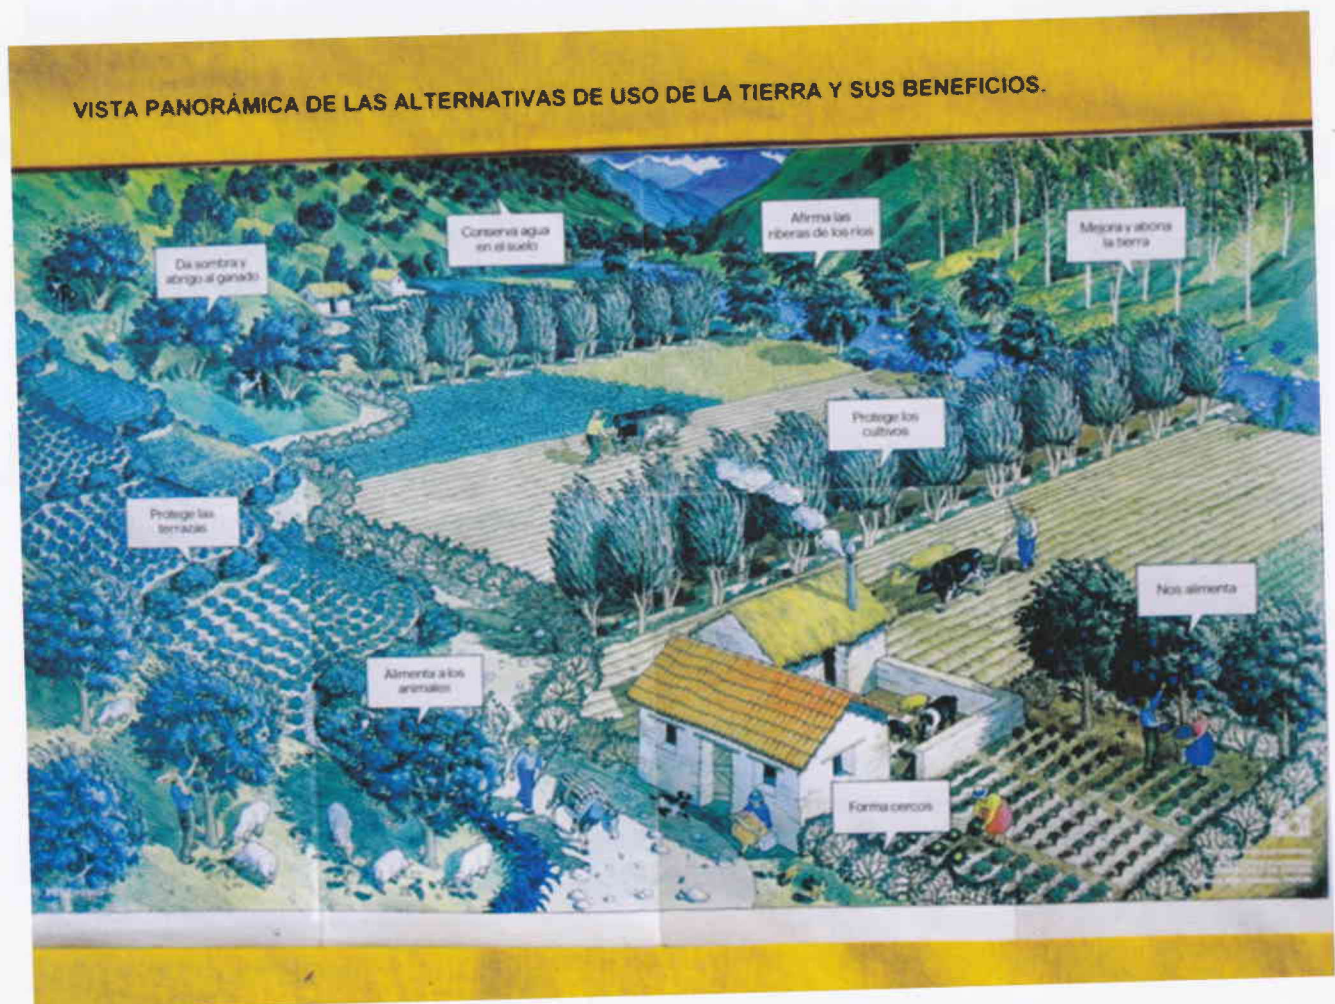 VISTA PANORÁMICA DE LAS ALTERNATIVAS DE USO DE LA TIERRA Y SUS BENEFICIOS.
Conserva agua
en el suelo
Afirma las
riberas de los ríos
Mejora y abona
la tierra
Da sombra y
abrigo al ganado
Protege los
cultivos
Protege las
terrazas
Nos alimenta
Alimenta a los
animales
Forma cercos